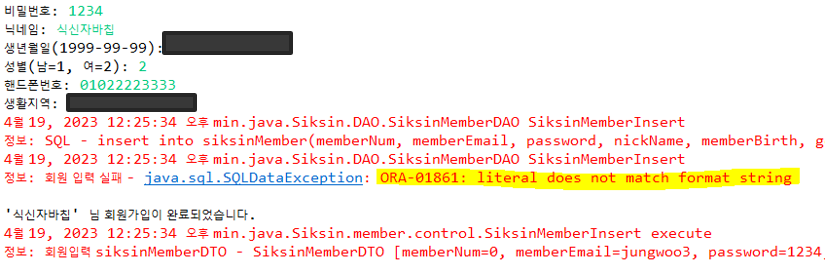 비밀번호: 1234
닉네임: 식신자바칩
생년월일(1999-99-99):
성별(남=1, 여=2): 2
핸드폰번호: 01022223333
생활지역:
4월 19, 2023 12:25:34 오후 min.java.Siksin.DAO.SiksinMemberDAO SiksinMemberInsert
정보: SQL - insert into siksinMember(memberNum, memberEmail, password, nickName, memberBirth, g
4월 19, 2023 12:25:34 오후 min.java.Siksin.DAO.SiksinMemberDAO SiksinMemberInsert
정보: 회원 입력 실패 - java.sql.SQLDataException: ORA-01861: literal does not match format string
'식신자바칩' 님 회원가입이 완료되었습니다.
4월 19, 2023 12:25:34 오후 min.java.Siksin.member.control.SiksinMemberInsert execute
정보: 회원입력 siksinMemberDTO - SiksinMemberDTO [memberNum=0, memberEmail=jungwoo3, password=1234,